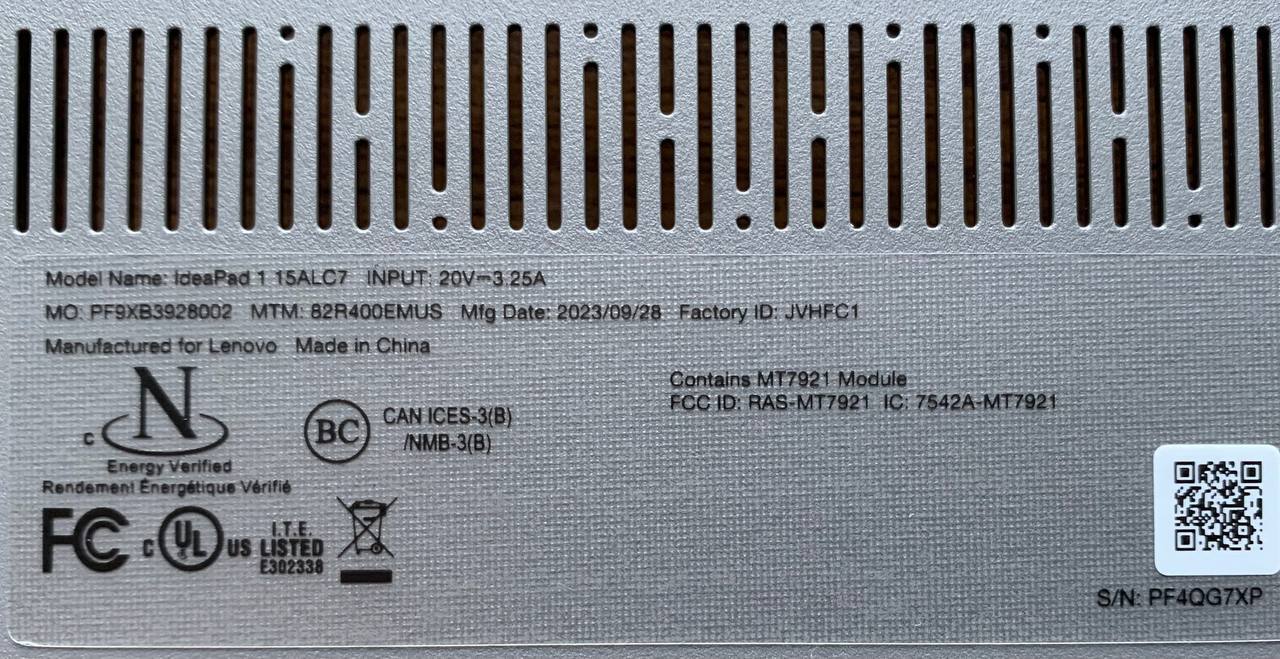 Model Name: IdeaPad 1 15ALC7 INPUT: 20V⎓3.25A
MO: PF9XB3928002 MTM: 82R400EMUS Mfg Date: 2023/09/28 Factory ID: JVHFC1
Manufactured for Lenovo Made in China
Contains MT7921 Module
FCC ID: RAS-MT7921 IC: 7542A-MT7921
C N
Energy Verified
Rendement Énergétique Vérifié
BC
CAN ICES-3(B)
/NMB-3(B)
FC
C UL US
I.T.E.
LISTED
E302338
S/N: PF4QG7XP